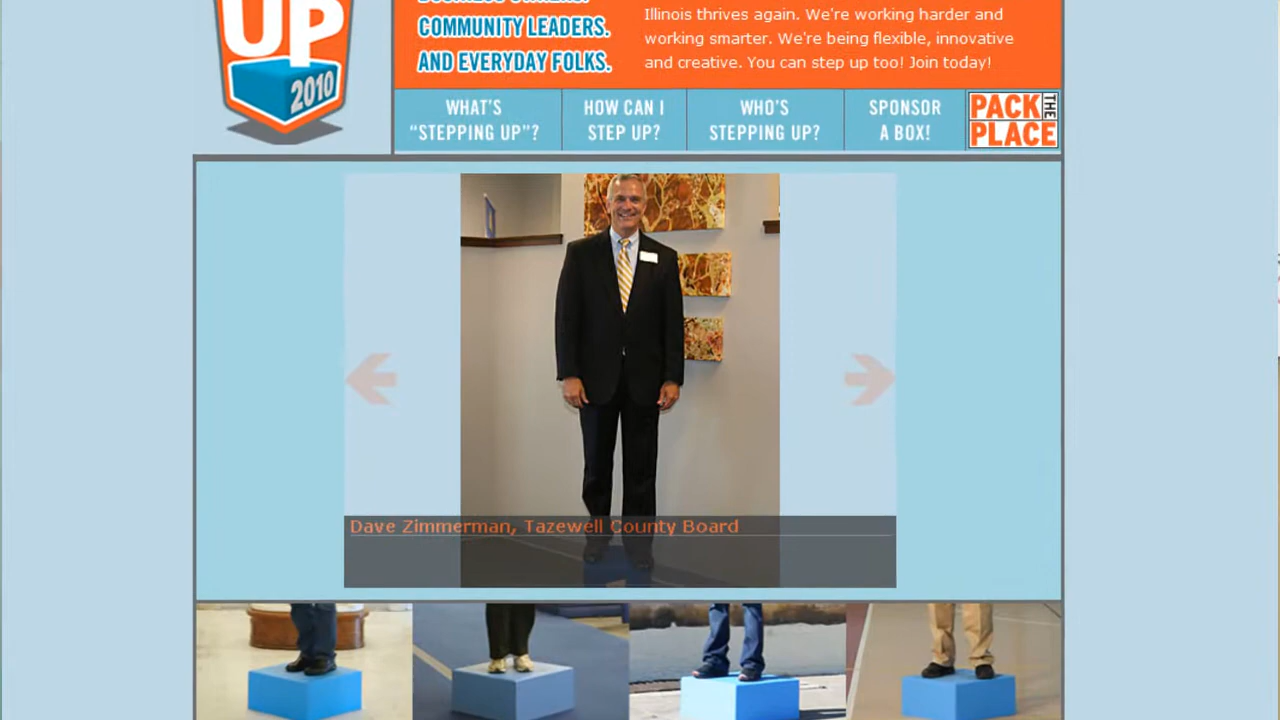 UP
2010
COMMUNITY LEADERS.
AND EVERYDAY FOLKS.
Illinois thrives again. We're working harder and
working smarter. We're being flexible, innovative
and creative. You can step up too! Join today!
WHAT'S
"STEPPING UP"?
HOW CAN I
STEP UP?
WHO'S
STEPPING UP?
SPONSOR
A BOX!
PACK THE
PLACE
Dave Zimmerman, Tazewell County Board